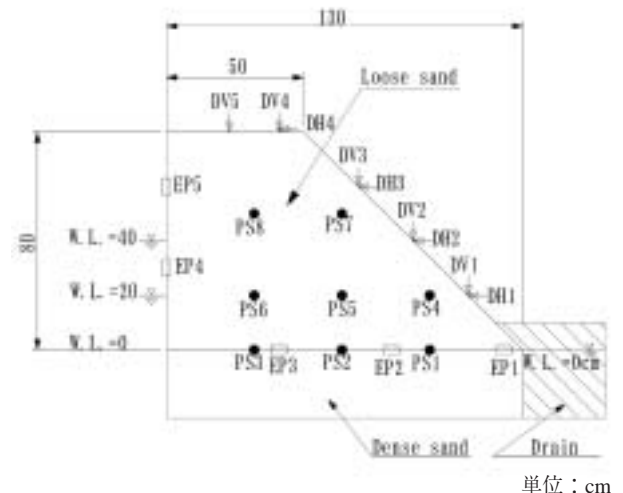 130
50
Loose sand
DV5 DV4
DH4
DV3
DH3
EP5
80
PS8 PS7
DV2
W.L.=40
DH2
EP4
DV1
W.L.=20
DH1
PS6 PS5 PS4
W.L.=0
W.L.=0cm
PS3 EP3 PS2 EP2 PS1 EP1
Dense sand Drain
単位：cm